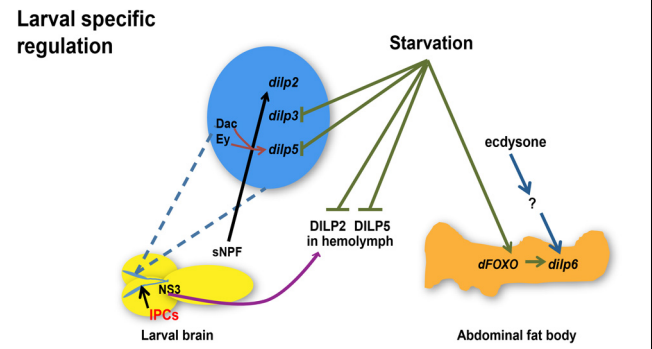 Larval specific
regulation
Starvation
dilp2
dilp3
Dac
Ey
dilp5
ecdysone
?
DILP2 DILP5
in hemolymph
sNPF
dFOXO dilp6
NS3
IPCs
Larval brain
Abdominal fat body